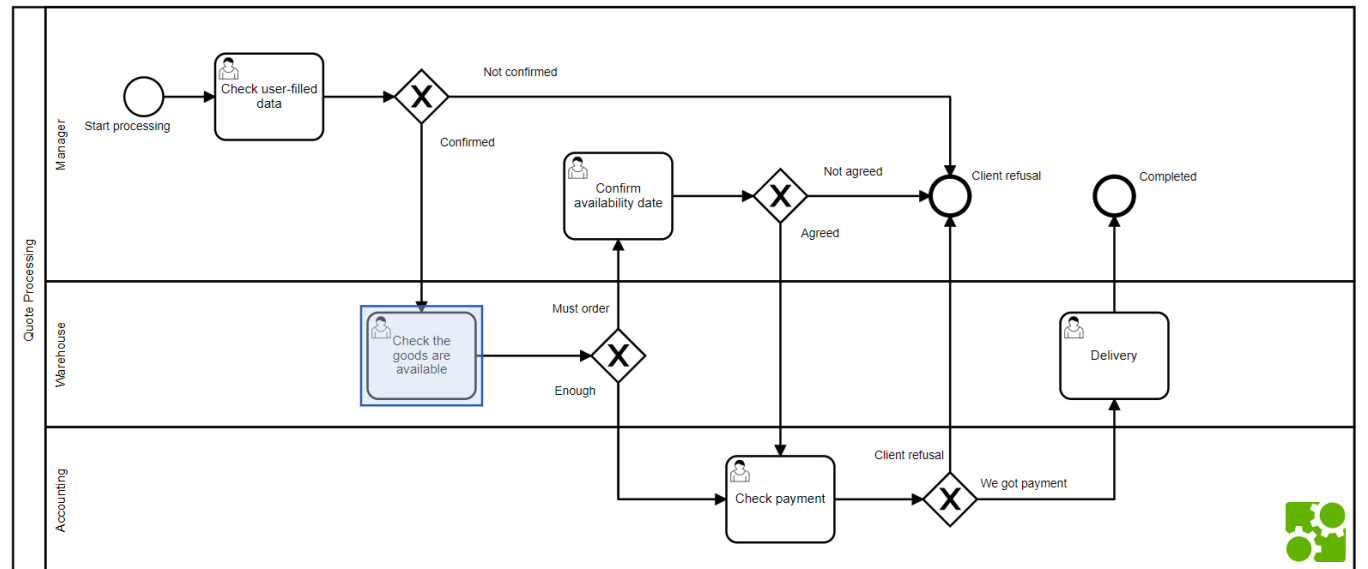 Quote Processing
Manager
Start processing
Check user-filled
data
Not confirmed
Confirmed
Confirm
availability date
Not agreed
Agreed
Client refusal
Completed
Warehouse
Check the
goods are
available
Must order
Enough
Delivery
Accounting
Check payment
Client refusal
We got payment